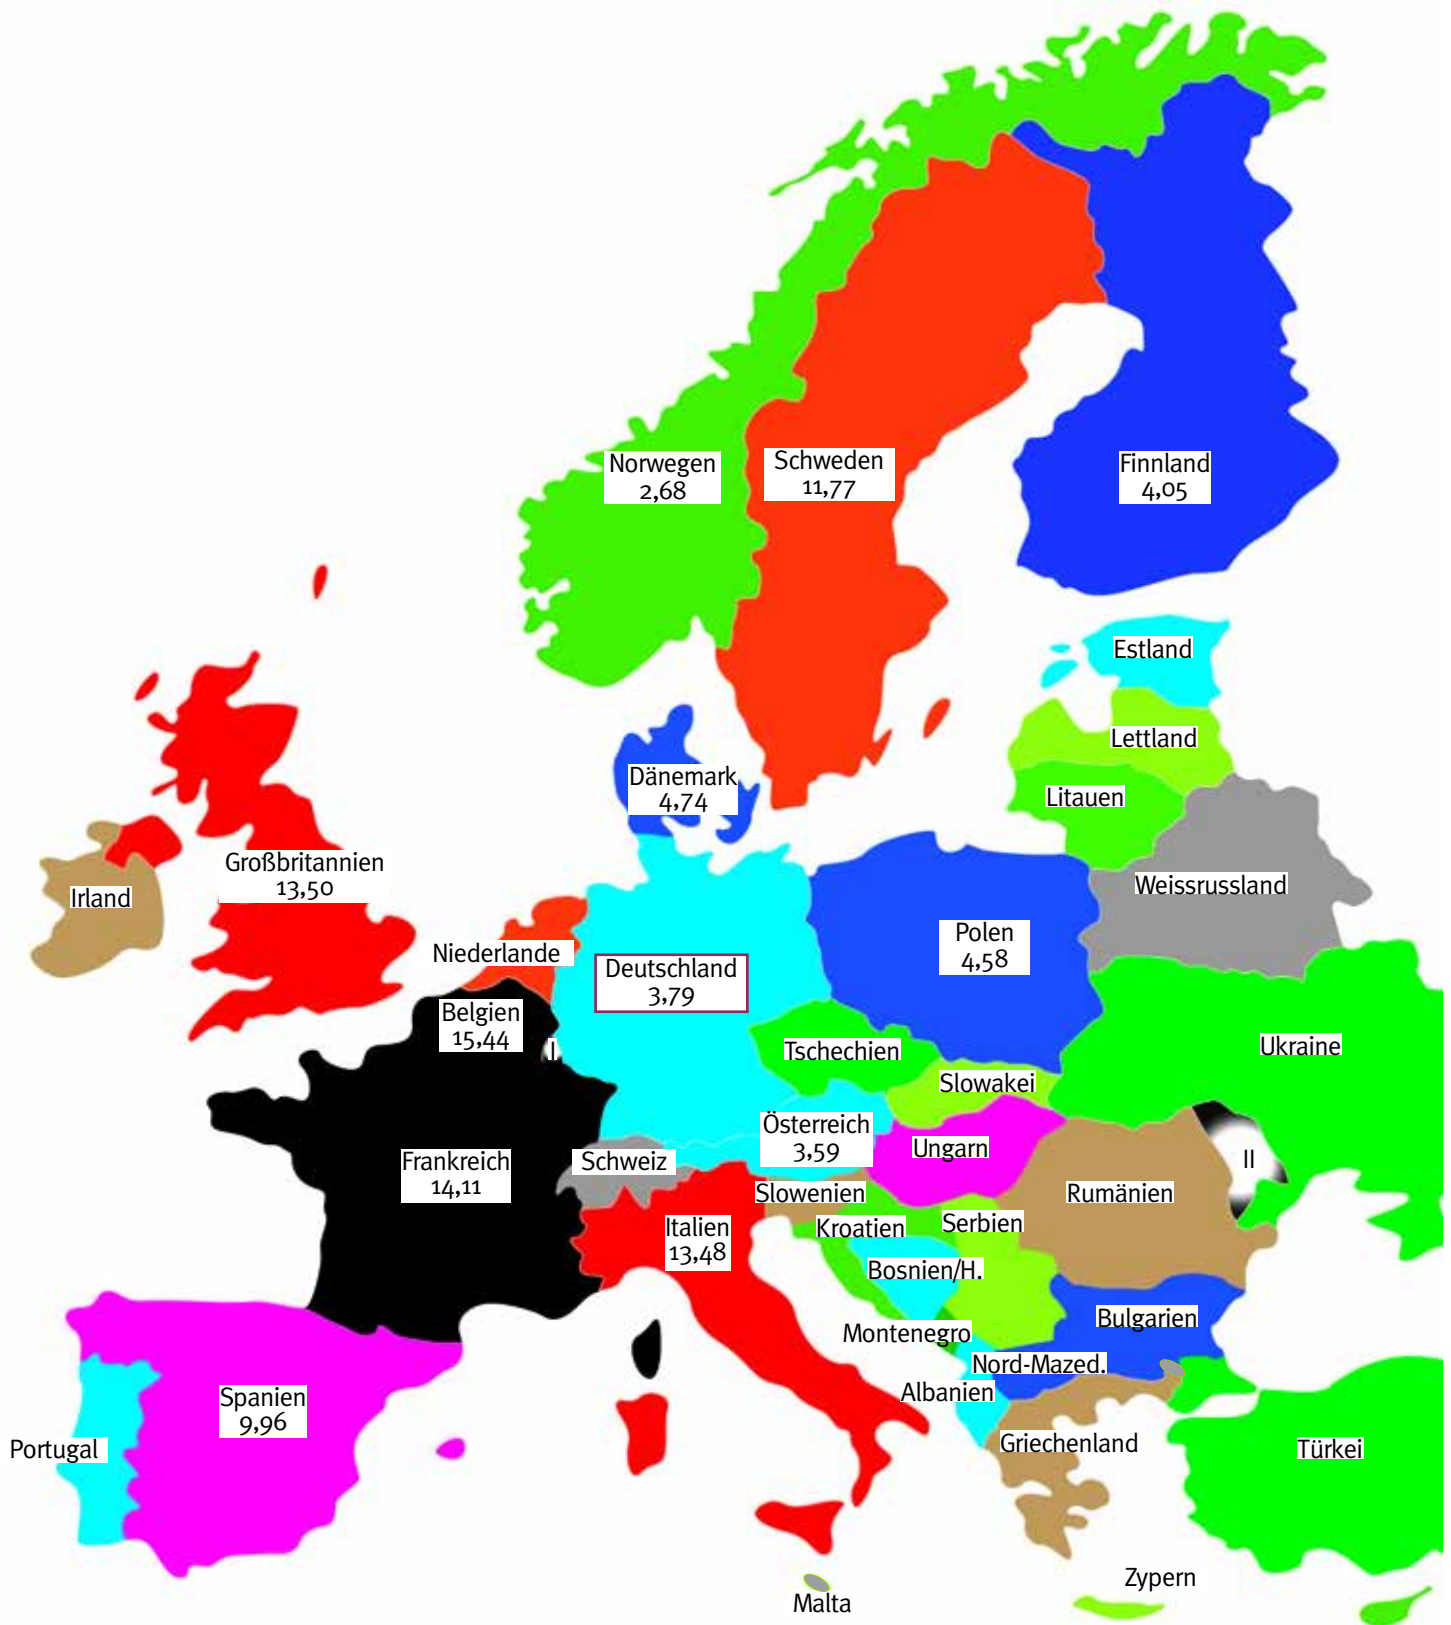 Norwegen
2,68
Schweden
11,77
Finnland
4,05
Estland
Lettland
Dänemark
4,74
Litauen
Großbritannien
13,50
Irland
Weissrussland
Niederlande
Deutschland
3,79
Polen
4,58
Belgien
15,44
I
Tschechien
Ukraine
Slowakei
Österreich
3,59
Ungarn
Frankreich
14,11
Schweiz
II
Slowenien
Rumänien
Italien
13,48
Kroatien
Serbien
Bosnien/H.
Bulgarien
Montenegro
Nord-Mazed.
Albanien
Spanien
9,96
Portugal
Griechenland
Türkei
Zypern
Malta